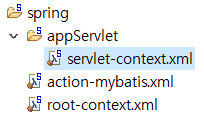 spring
appServlet
servlet-context.xml
action-mybatis.xml
root-context.xml